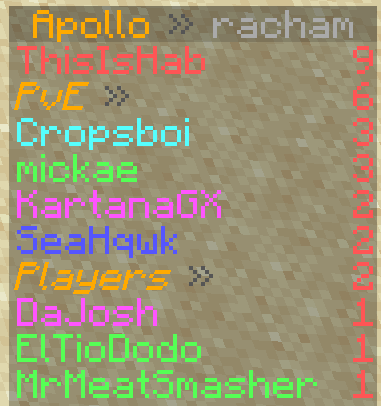 Apollo » racham
ThisIsHab 9
PvE » 6
Cropsboi 3
mickae 3
KartanaGX 2
SeaHqwk 2
Players » 2
DaJosh 1
ElTioDodo 1
MrMeatSmasher 1